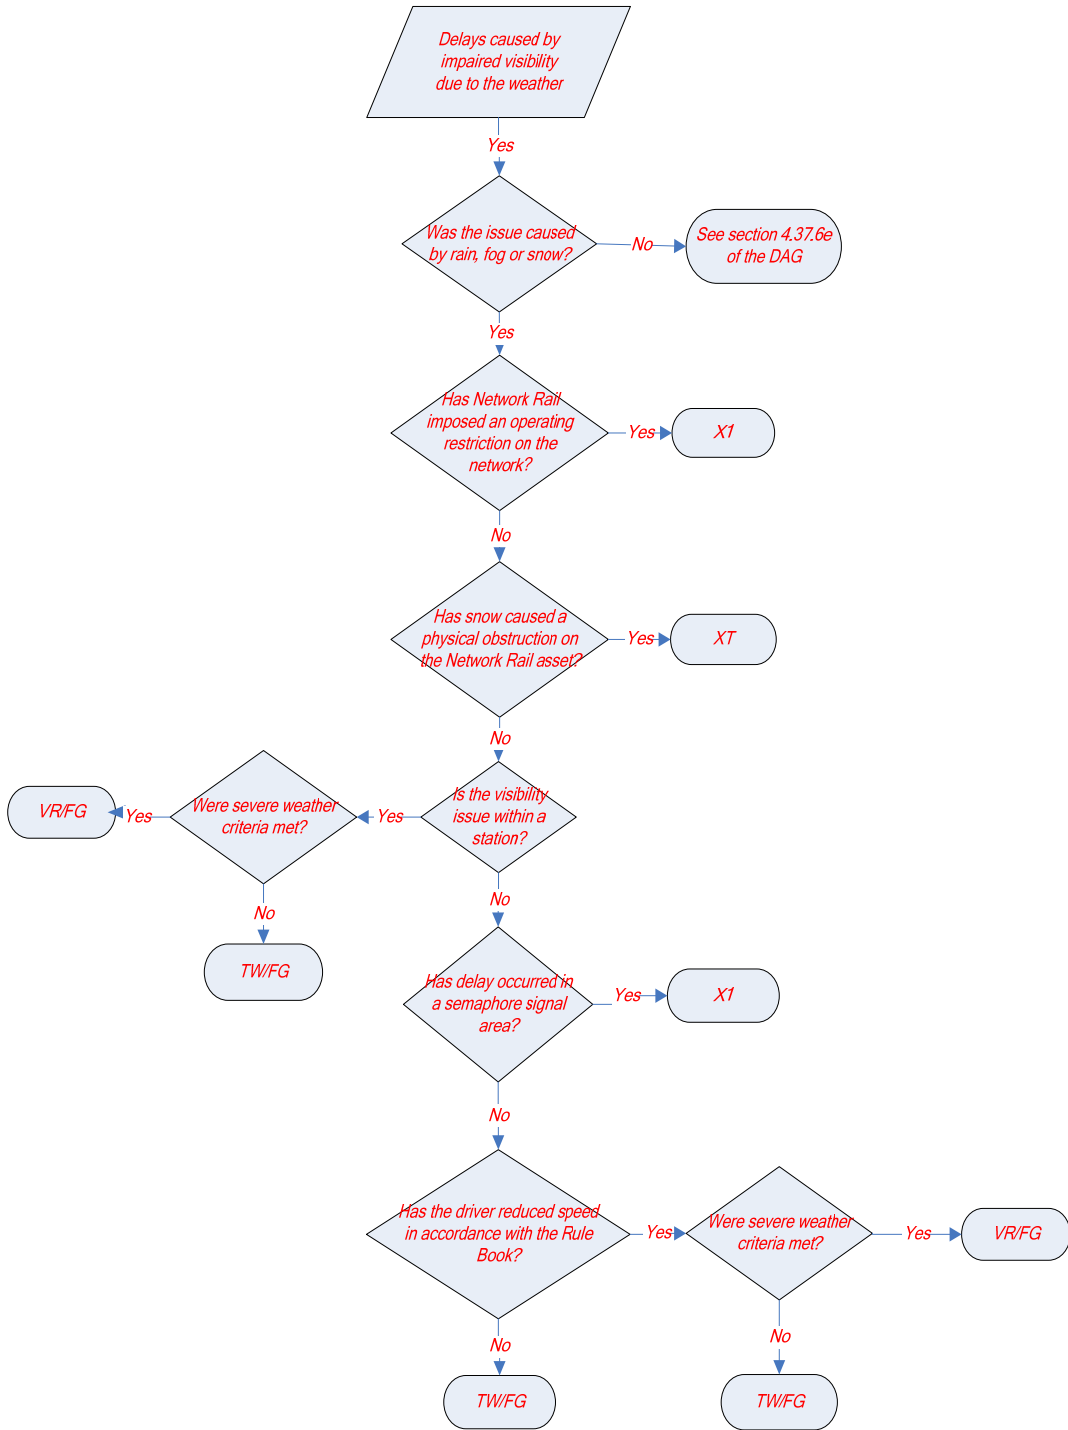 Delays caused by
impaired visibility
due to the weather
Yes
Was the issue caused
by rain, fog or snow?
No
See section 4.37.6e
of the DAG
Yes
Has Network Rail
imposed an operating
restriction on the
network?
Yes
X1
No
Has snow caused a
physical obstruction on
the Network Rail asset?
Yes
XT
No
Is the visibility
issue within a
station?
Yes
Were severe weather
criteria met?
Yes
VR/FG
No
TW/FG
No
Has delay occurred in
a semaphore signal
area?
Yes
X1
No
Has the driver reduced speed
in accordance with the Rule
Book?
Yes
Were severe weather
criteria met?
Yes
VR/FG
No
TW/FG
No
TW/FG